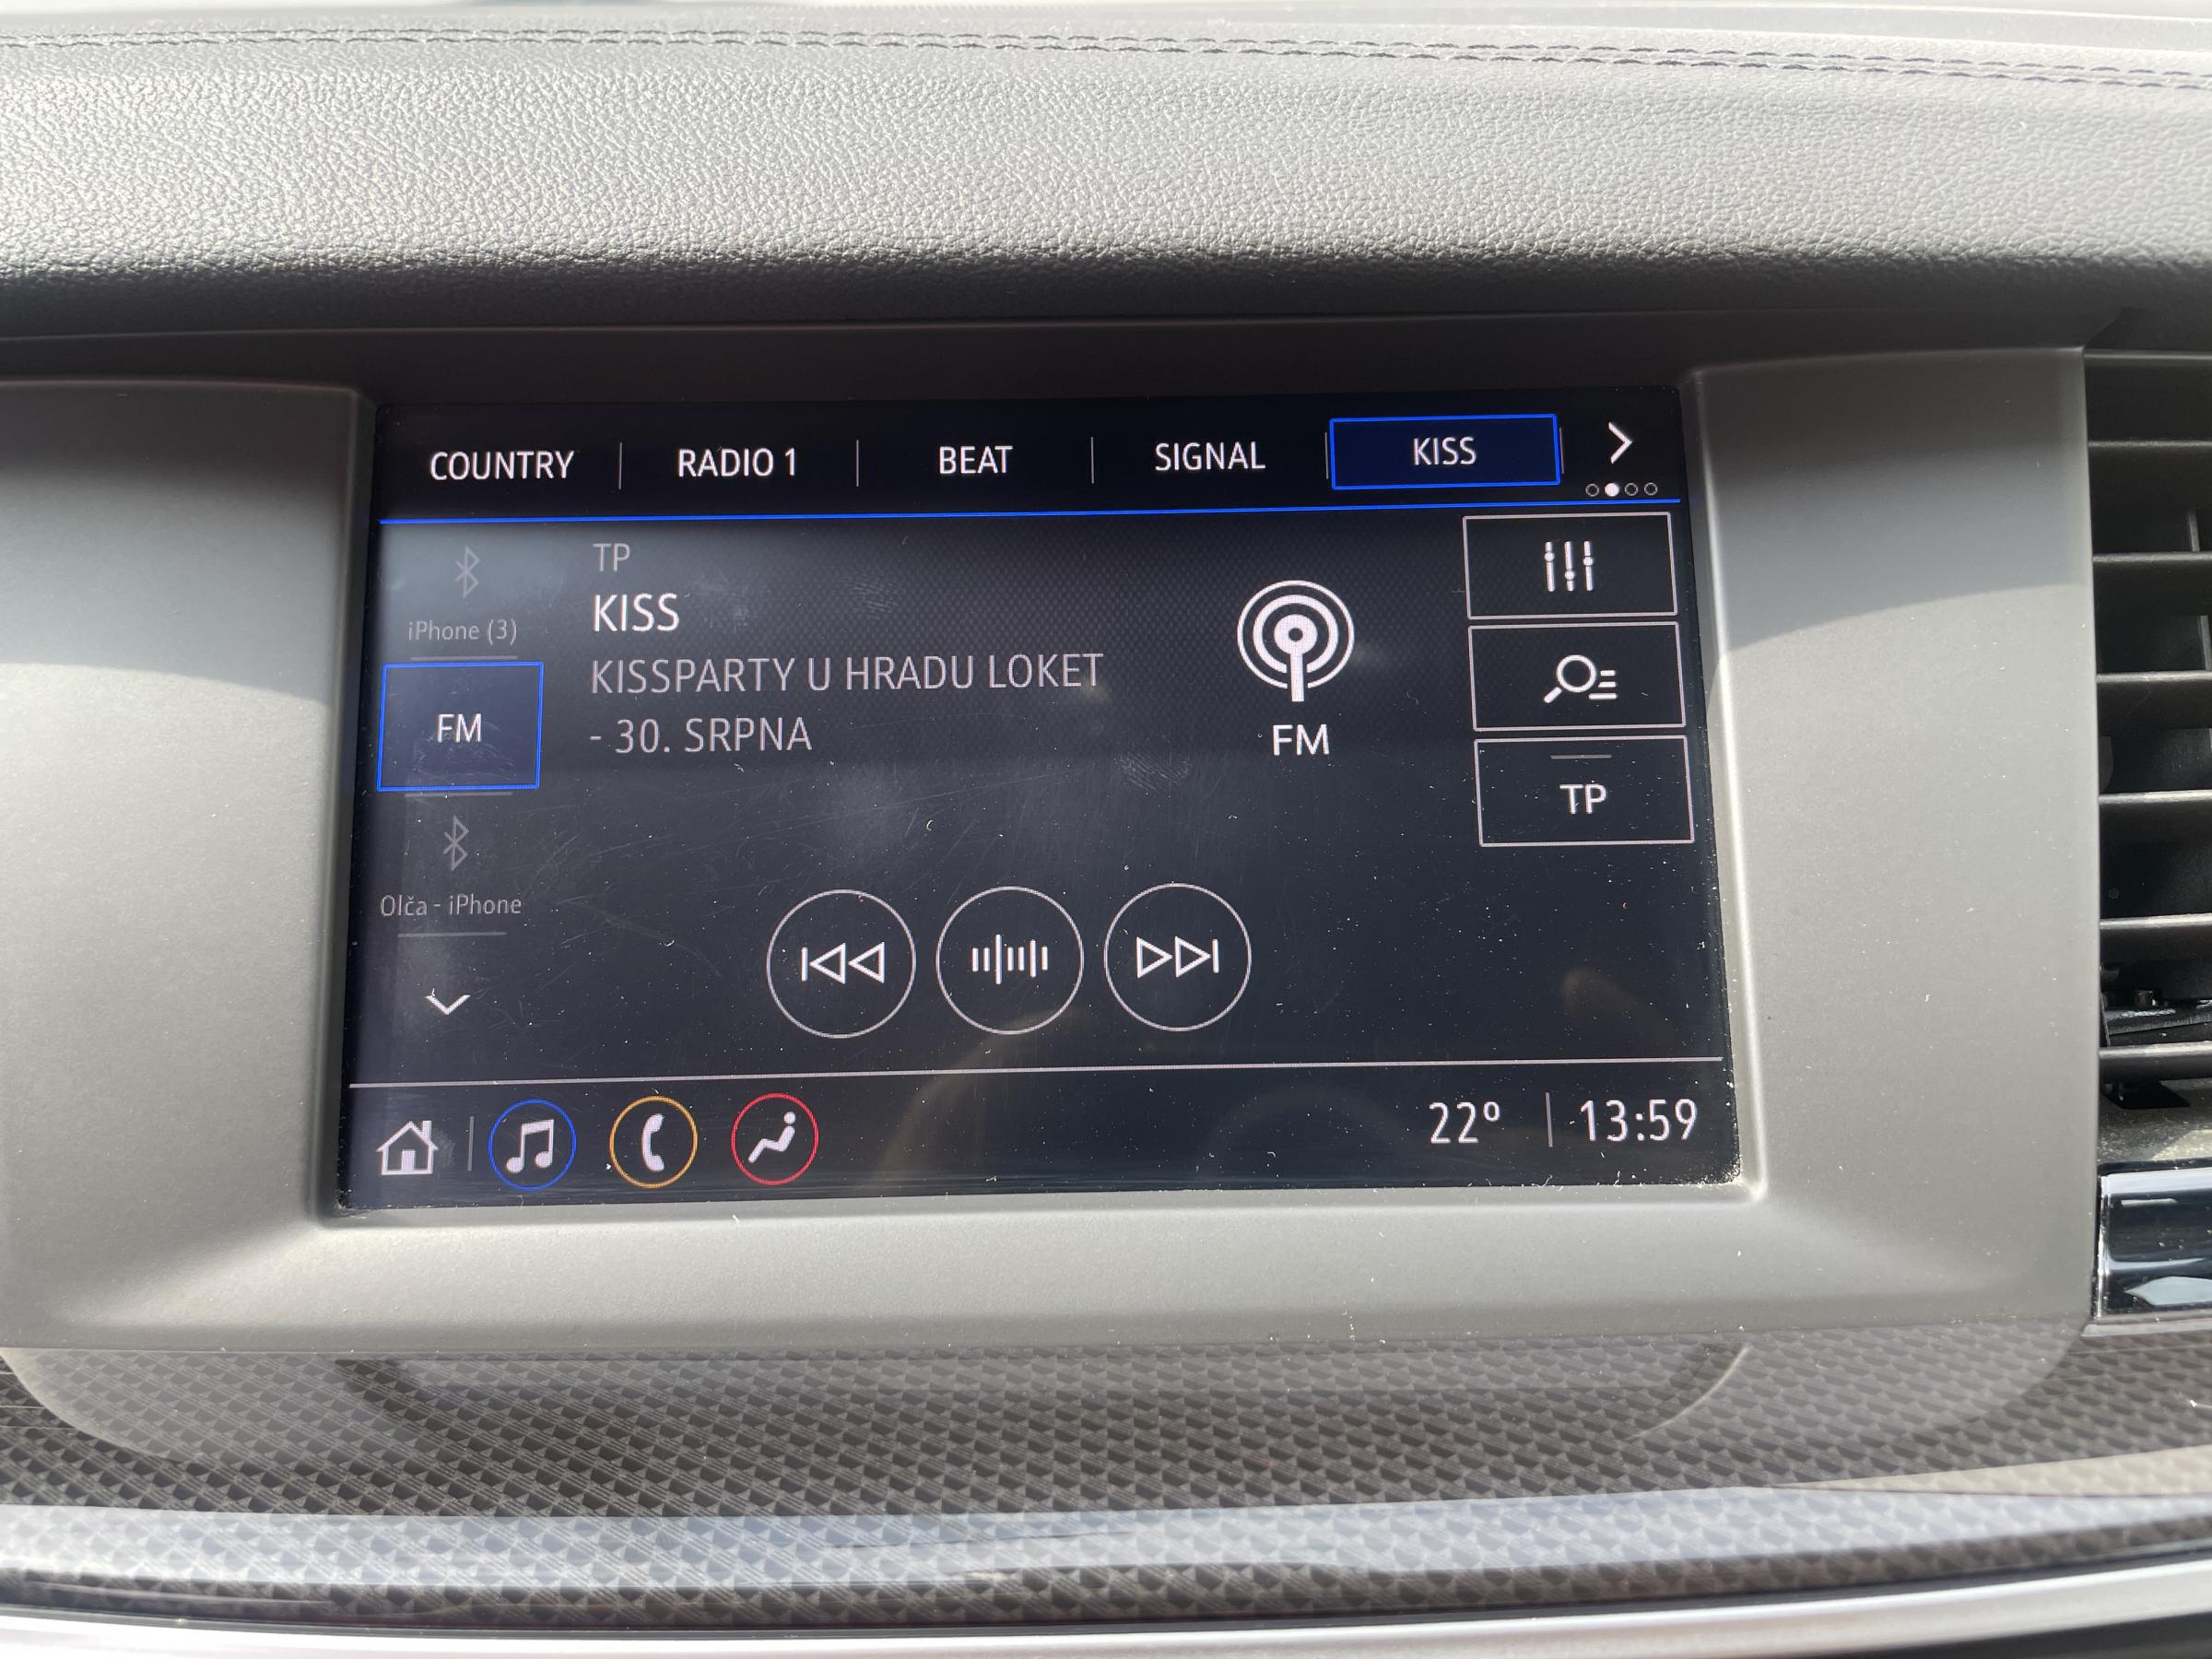 COUNTRY
RADIO 1
BEAT
SIGNAL
KISS
iPhone (3)
FM
Olča - iPhone
TP
KISS
KISSPARTY U HRADU LOKET
- 30. SRPNA
FM
TP
22º
13:59